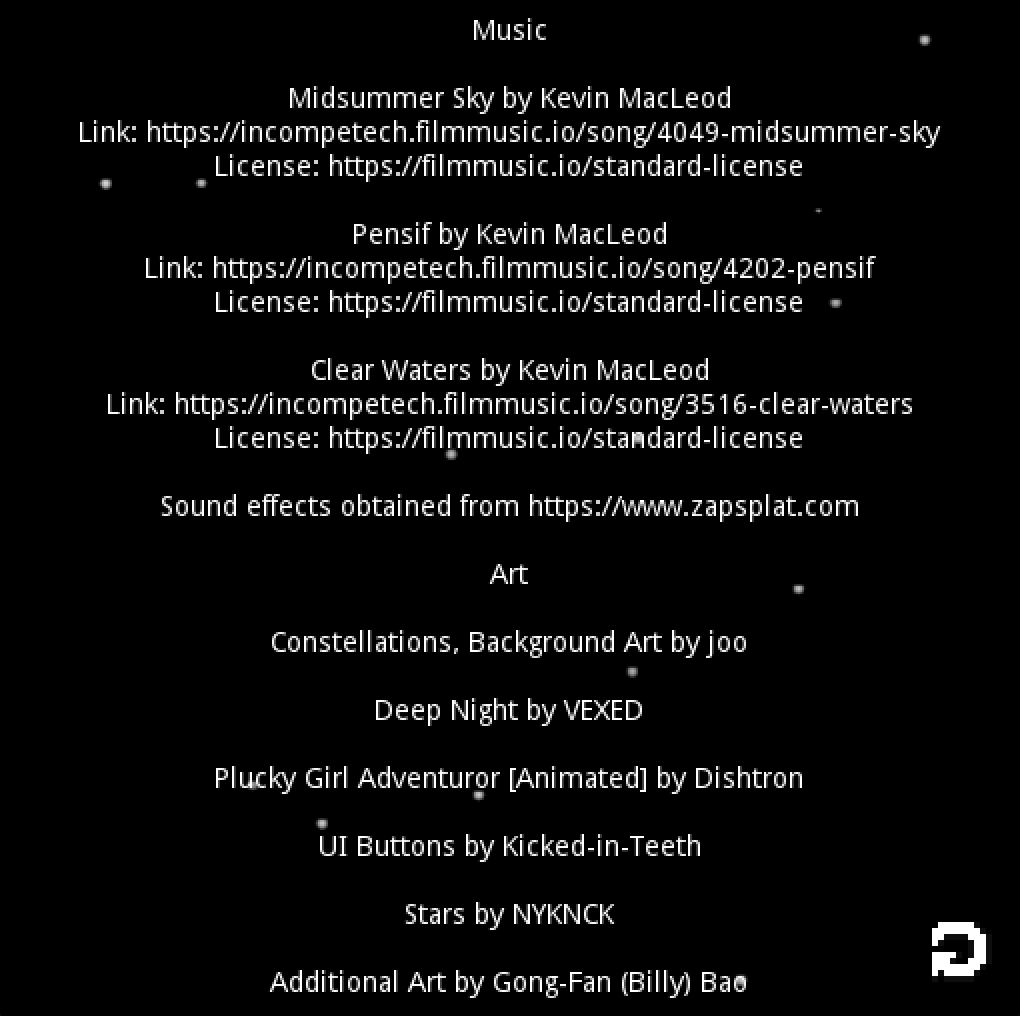 Music
Midsummer Sky by Kevin MacLeod
Link: https://incompetech.filmmusic.io/song/4049-midsummer-sky
License: https://filmmusic.io/standard-license
Pensif by Kevin MacLeod
Link: https://incompetech.filmmusic.io/song/4202-pensif
License: https://filmmusic.io/standard-license
Clear Waters by Kevin MacLeod
Link: https://incompetech.filmmusic.io/song/3516-clear-waters
License: https://filmmusic.io/standard-license
Sound effects obtained from https://www.zapsplat.com
Art
Constellations, Background Art by joo
Deep Night by VEXED
Plucky Girl Adventuror [Animated] by Dishtron
UI Buttons by Kicked-in-Teeth
Stars by NYKNCK
Additional Art by Gong-Fan (Billy) Bao